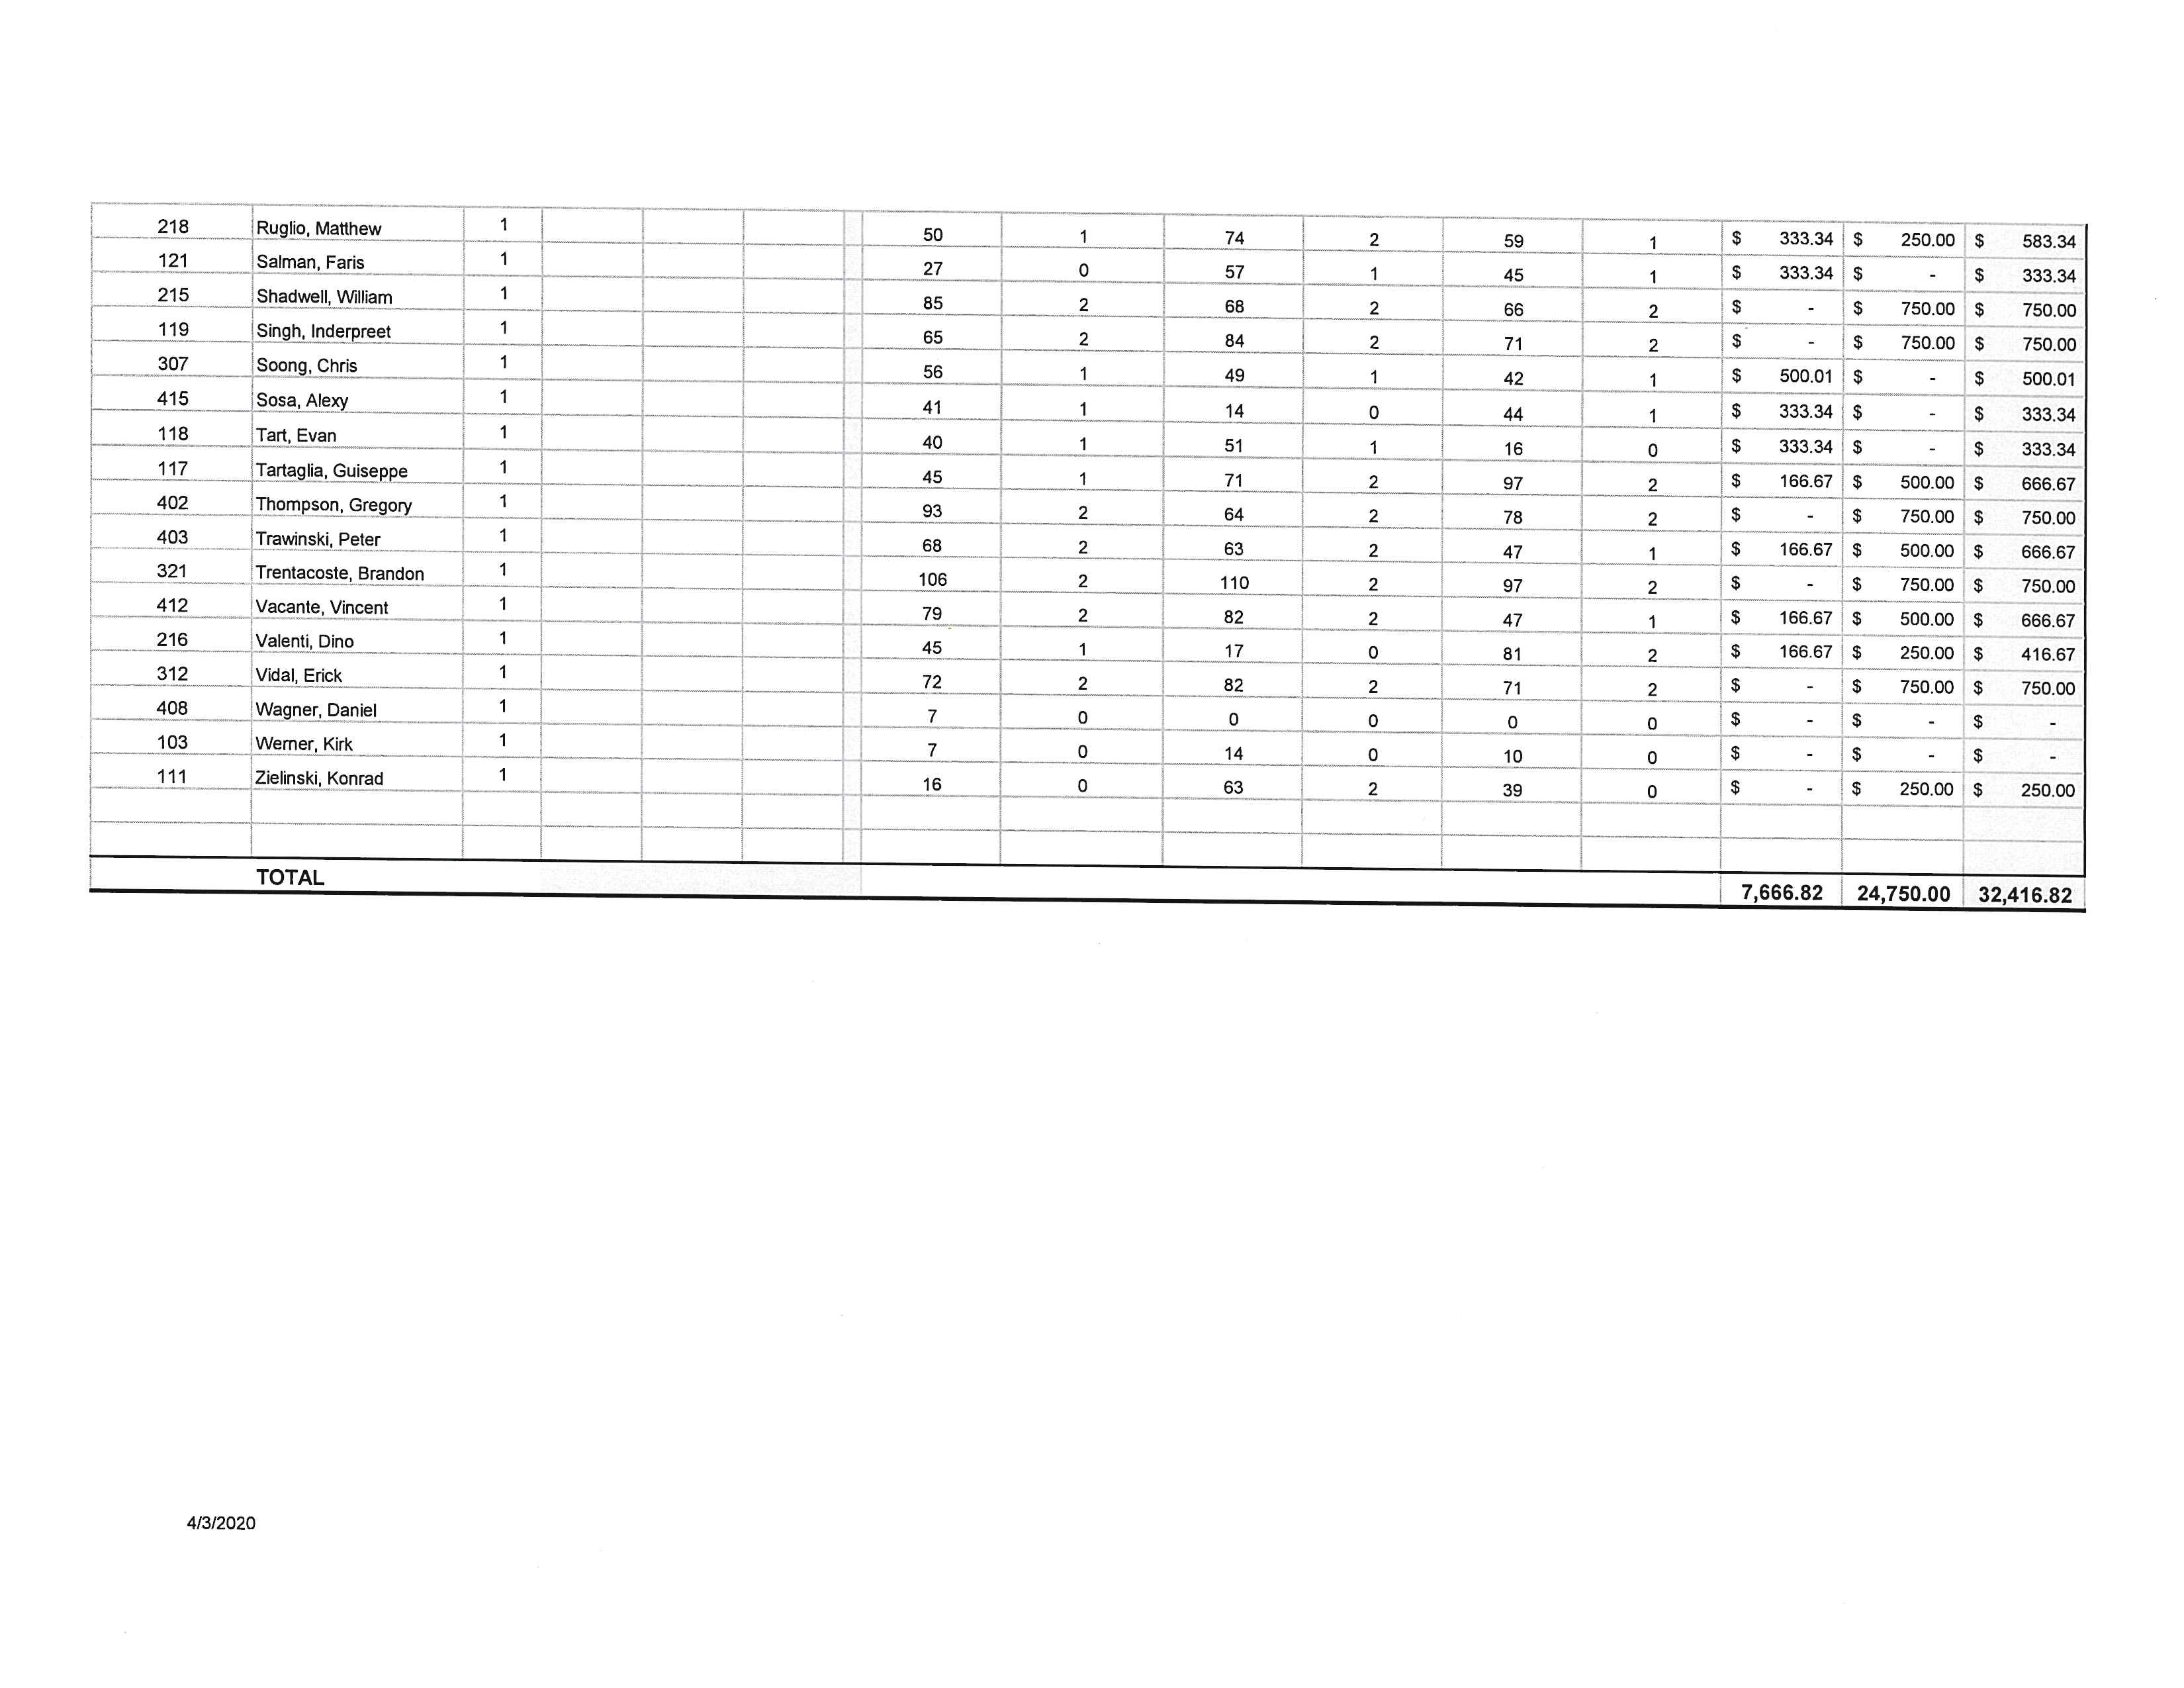 218 Ruglio, Matthew 1 50 1 74 2 59 1 $ 333.34 $ 250.00 $ 583.34
121 Salman, Faris 1 27 0 57 1 45 1 $ 333.34 $ - $ 333.34
215 Shadwell, William 1 85 2 68 2 66 2 $ - $ 750.00 $ 750.00
119 Singh, Inderpreet 1 65 2 84 2 71 2 $ - $ 750.00 $ 750.00
307 Soong, Chris 1 56 1 49 1 42 1 $ 500.01 $ - $ 500.01
415 Sosa, Alexy 1 41 1 14 0 44 1 $ 333.34 $ - $ 333.34
118 Tart, Evan 1 40 1 51 1 16 0 $ 333.34 $ - $ 333.34
117 Tartaglia, Guiseppe 1 45 1 71 2 97 2 $ 166.67 $ 500.00 $ 666.67
402 Thompson, Gregory 1 93 2 64 2 78 2 $ - $ 750.00 $ 750.00
403 Trawinski, Peter 1 68 2 63 2 47 1 $ 166.67 $ 500.00 $ 666.67
321 Trentacoste, Brandon 1 106 2 110 2 97 2 $ - $ 750.00 $ 750.00
412 Vacante, Vincent 1 79 2 82 2 47 1 $ 166.67 $ 500.00 $ 666.67
216 Valenti, Dino 1 45 1 17 0 81 2 $ 166.67 $ 250.00 $ 416.67
312 Vidal, Erick 1 72 2 82 2 71 2 $ - $ 750.00 $ 750.00
408 Wagner, Daniel 1 7 0 0 0 0 0 $ - $ - $ -
103 Werner, Kirk 1 7 0 14 0 10 0 $ - $ - $ -
111 Zielinski, Konrad 1 16 0 63 2 39 0 $ - $ 250.00 $ 250.00
TOTAL 7,666.82 24,750.00 32,416.82
4/3/2020